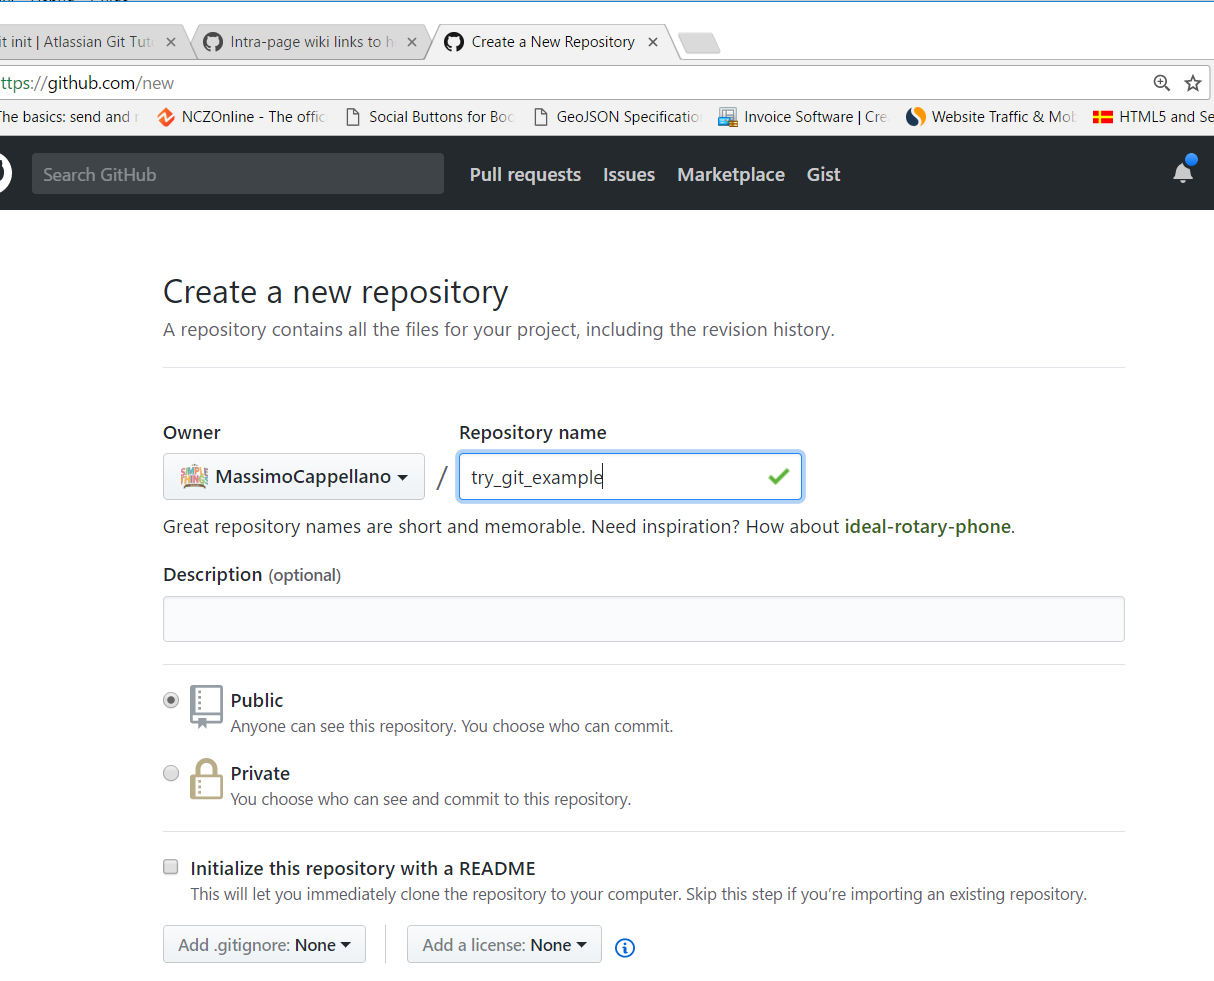 it init | Atlassian Git Tut Intra-page wiki links to h Create a New Repository
ttps://github.com/new
The basics: send and NCZOnline - The offic Social Buttons for Boo GeoJSON Specificatio Invoice Software | Cre Website Traffic & Mob HTML5 and Se
Search GitHub Pull requests Issues Marketplace Gist
Create a new repository
A repository contains all the files for your project, including the revision history.
Owner Repository name
SIMPLE THINGS MassimoCappellano / try_git_example
Great repository names are short and memorable. Need inspiration? How about ideal-rotary-phone.
Description (optional)
Public
Anyone can see this repository. You choose who can commit.
Private
You choose who can see and commit to this repository.
Initialize this repository with a README
This will let you immediately clone the repository to your computer. Skip this step if you’re importing an existing repository.
Add .gitignore: None Add a license: None